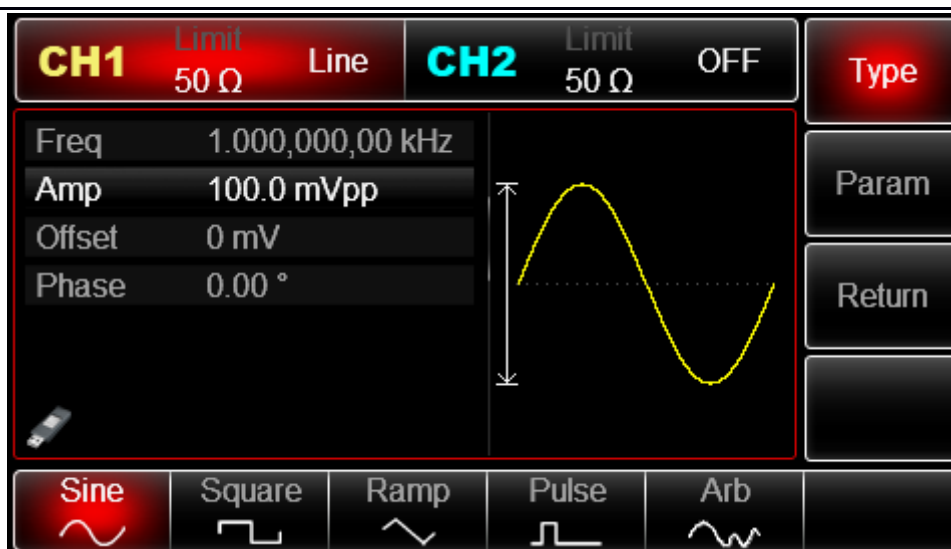 CH1 Limit 50 Ω Line CH2 Limit 50 Ω OFF
Type
Freq 1.000,000,00 kHz
Amp 100.0 mVpp
Offset 0 mV
Phase 0.00 °
Param
Return
Sine Square Ramp Pulse Arb